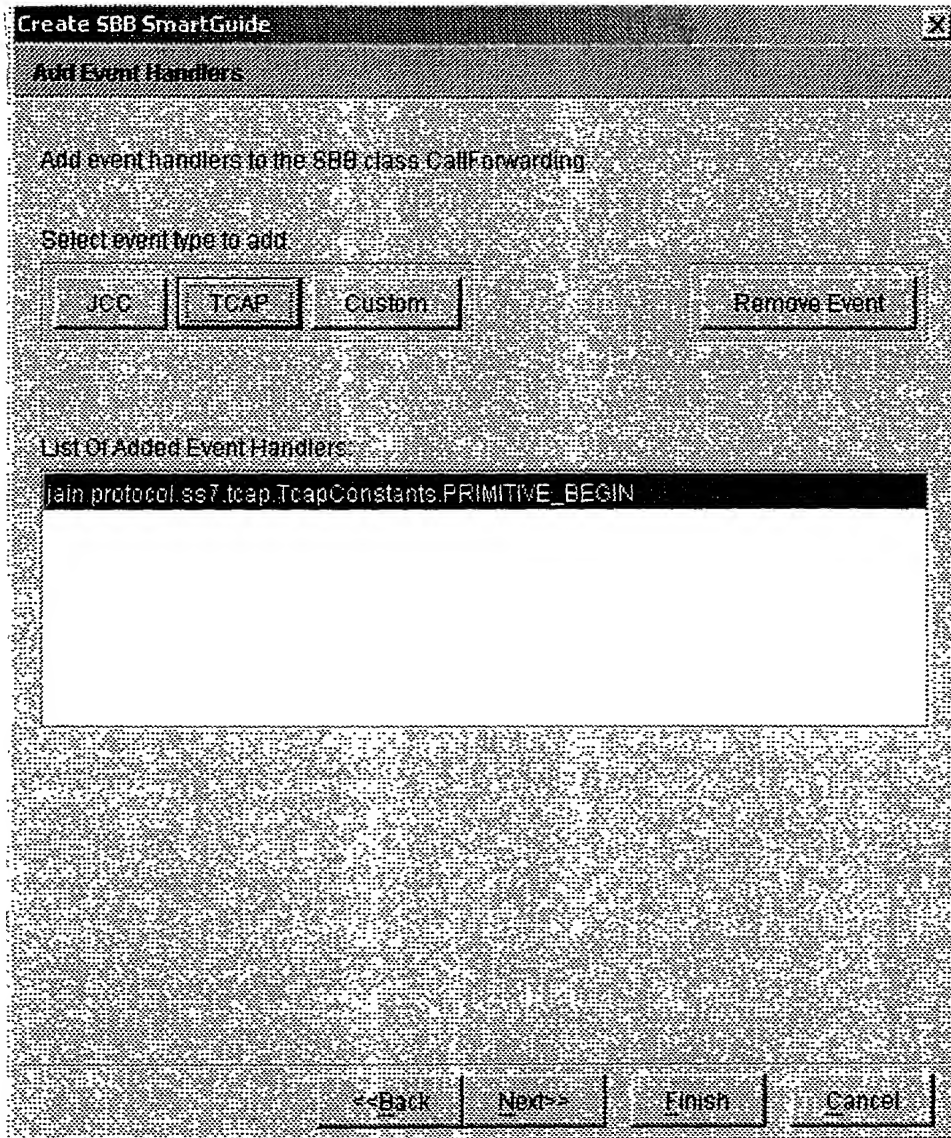 Create SBB SmartGuide
Add Event Handlers
Add event handlers to the SBB class CallForwarding.
Select event type to add:
JCC TCAP Custom Remove Event
List Of Added Event Handlers:
jain.protocol.ss7.tcap.TcapConstants.PRIMITIVE_BEGIN
<<Back Next>> Finish Cancel